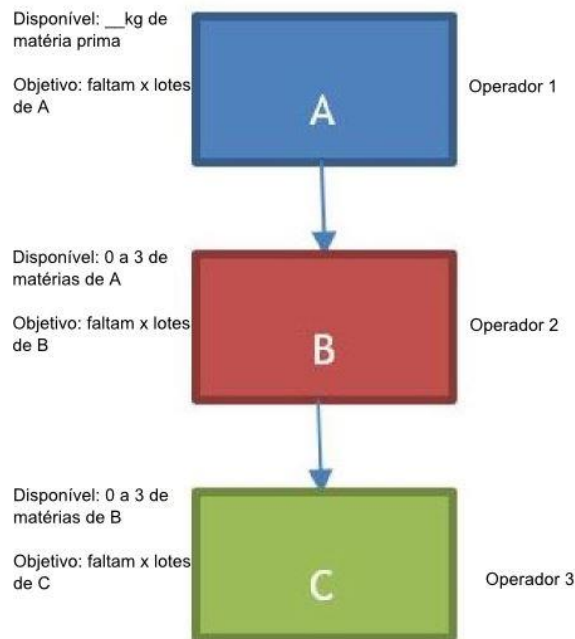 Disponível: __kg de
matéria prima
Objetivo: faltam x lotes
de A
A
Operador 1
Disponível: 0 a 3 de
matérias de A
Objetivo: faltam x lotes
de B
B
Operador 2
Disponível: 0 a 3 de
matérias de B
Objetivo: faltam x lotes
de C
C
Operador 3